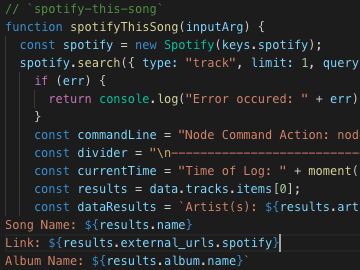 // `spotify-this-song`
function spotifyThisSong(inputArg) {
const spotify = new Spotify(keys.spotify);
spotify.search({ type: "track", limit: 1, query
if (err) {
return console.log("Error occured: " + err)
}
const commandLine = "Node Command Action: nod
const divider = "\n------------------------
const currentTime = "Time of Log: " + moment(
const results = data.tracks.items[0];
const dataResults = `Artist(s): ${results.art
Song Name: ${results.name}
Link: ${results.external_urls.spotify}
Album Name: ${results.album.name}`